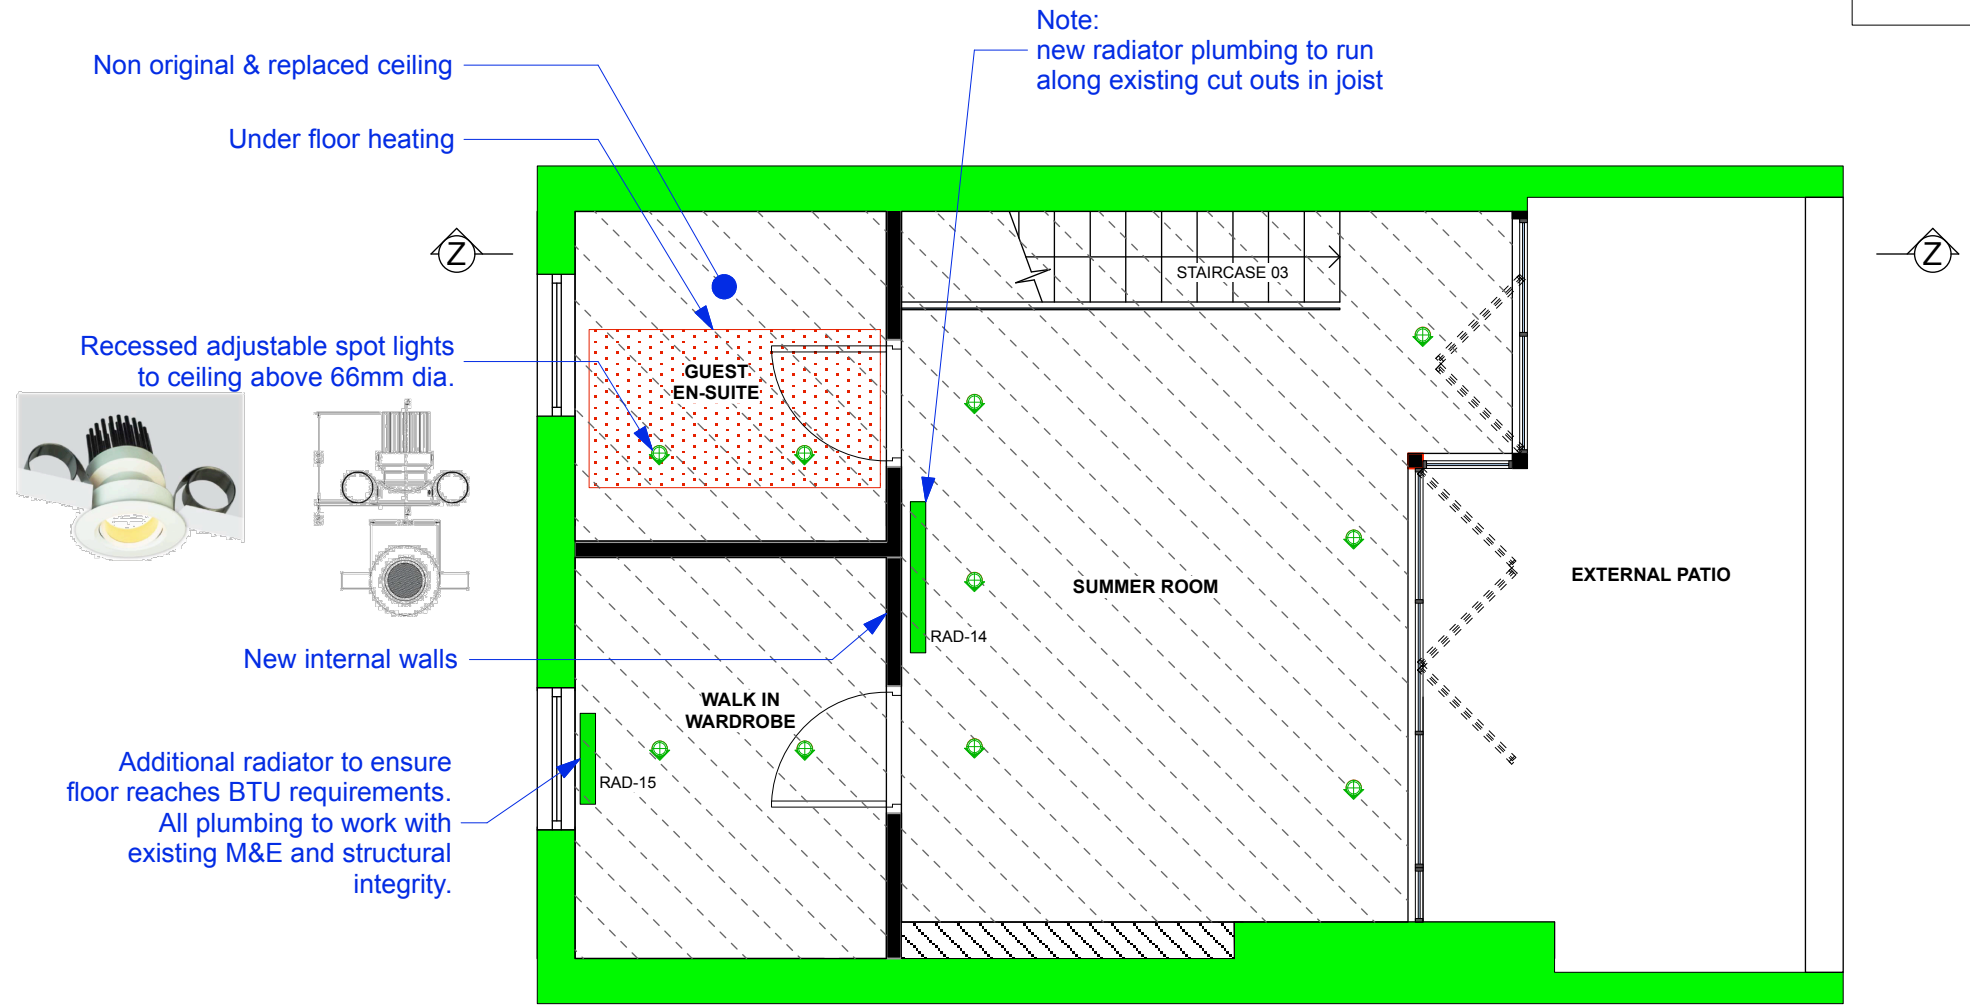 Note:
new radiator plumbing to run
along existing cut outs in joist
Non original & replaced ceiling
Under floor heating
Z
STAIRCASE 03
Z
Recessed adjustable spot lights
to ceiling above 66mm dia.
GUEST
EN-SUITE
SUMMER ROOM
EXTERNAL PATIO
RAD-14
New internal walls
WALK IN
WARDROBE
Additional radiator to ensure
floor reaches BTU requirements.
All plumbing to work with
existing M&E and structural
integrity.
RAD-15